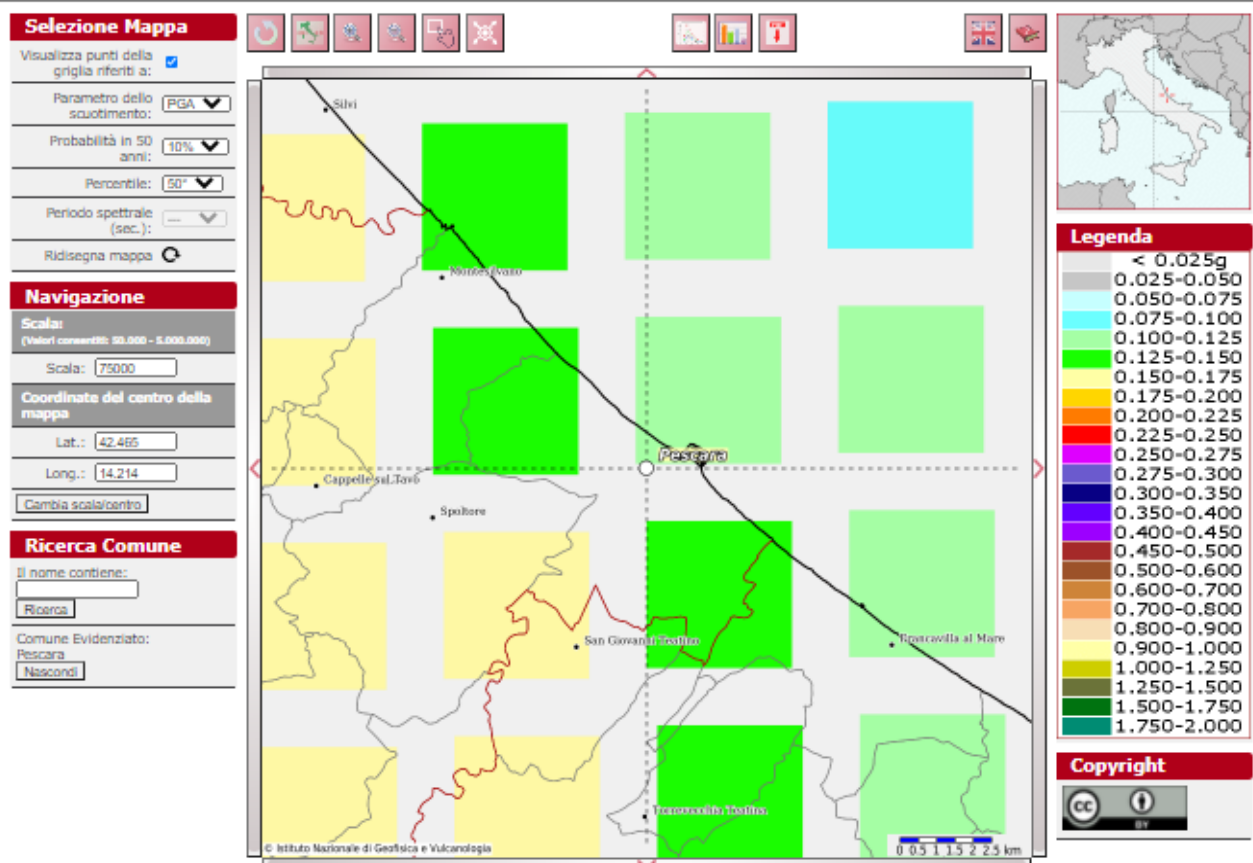 Selezione Mappa
Visualizza punti della
griglia riferiti a:
Parametro dello
scuotimento: PGA
Probabilità in 50
anni: 10%
Percentile: 50°
Periodo spettrale
(sec.): ---
Ridisegna mappa
Navigazione
Scala:
(Valori consentiti: 50.000 - 5.000.000)
Scala: 75000
Coordinate del centro della
mappa
Lat.: 42.465
Long.: 14.214
Cambia scala/centro
Ricerca Comune
Il nome contiene:
Ricerca
Comune Evidenziato:
Pescara
Nascondi
Silvi
Montesilvano
Pescara
Cappelle sul Tavo
Spoltore
San Giovanni Teatino
Francavilla al Mare
Torrevecchia Teatina
© Istituto Nazionale di Geofisica e Vulcanologia
0 0.5 1 1.5 2 2.5 km
Legenda
< 0.025g
0.025-0.050
0.050-0.075
0.075-0.100
0.100-0.125
0.125-0.150
0.150-0.175
0.175-0.200
0.200-0.225
0.225-0.250
0.250-0.275
0.275-0.300
0.300-0.350
0.350-0.400
0.400-0.450
0.450-0.500
0.500-0.600
0.600-0.700
0.700-0.800
0.800-0.900
0.900-1.000
1.000-1.250
1.250-1.500
1.500-1.750
1.750-2.000
Copyright
cc
BY